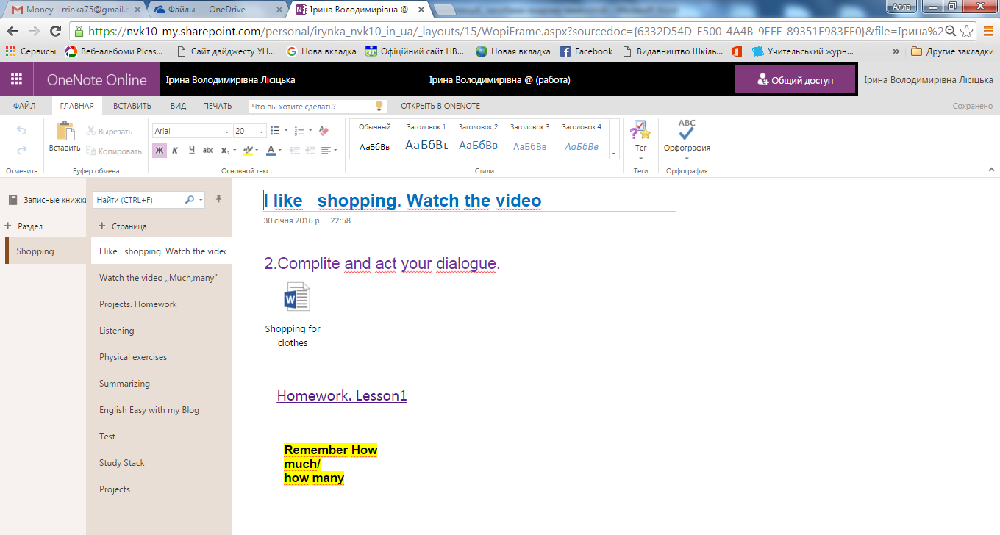 Money - rrinka75@gmail.c
Файлы — OneDrive
Ірина Володимирівна @ (
Алла
https://nvk10-my.sharepoint.com/personal/irynka_nvk10_in_ua/_layouts/15/WopiFrame.aspx?sourcedoc={6332D54D-E500-4A4B-9EFE-89351F983EE0}&file=Ірина%2
Сервисы
Веб-альбоми Picas...
Сайт дайджесту УН...
Нова вкладка
Офіційний сайт НВ...
Новая вкладка
Facebook
Видавництво Шкіль...
Учительський журн...
»
Другие закладки
OneNote Online
Ірина Володимирівна Лісіцька
Ірина Володимирівна @ (работа)
Общий доступ
Ірина Володимирівна Лісіцька
ФАЙЛ
ГЛАВНАЯ
ВСТАВИТЬ
ВИД
ПЕЧАТЬ
Что вы хотите сделать?
ОТКРЫТЬ В ONENOTE
Сохранено
Вставить
Вырезать
Копировать
Arial
20
Ж К Ч abc x₂
ab
A
Обычный
АаБбВв
Заголовок 1
АаБбВв
Заголовок 2
АаБбВв
Заголовок 3
АаБбВв
Заголовок 4
АаБбВв
Тег
ABC
Орфография
Отменить
Буфер обмена
Основной текст
Стили
Теги
Орфография
Записные книжки
Найти (CTRL+F)
+ Раздел
+ Страница
Shopping
I like   shopping. Watch the video
Watch the video ,,Much,many"
Projects. Homework
Listening
Physical exercises
Summarizing
English Easy with my Blog
Test
Study Stack
Projects
I like   shopping. Watch the video
30 січня 2016 р.    22:58
2.Complite and act your dialogue.
W
Shopping for
clothes
Homework. Lesson1
Remember How
much/
how many